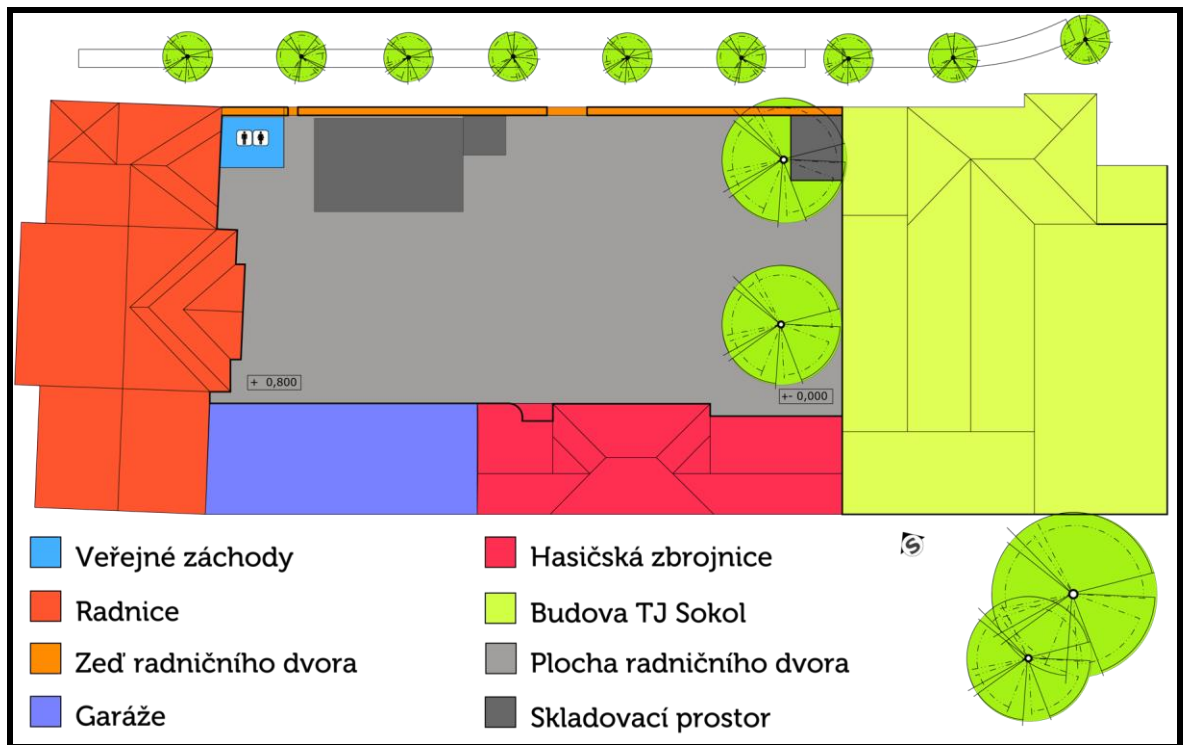 + 0,800
+- 0,000
Veřejné záchody
Radnice
Zeď radničního dvora
Garáže
Hasičská zbrojnice
Budova TJ Sokol
Plocha radničního dvora
Skladovací prostor
S